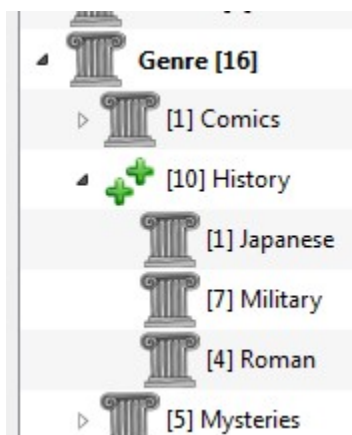 Genre [16]
[1] Comics
[10] History
[1] Japanese
[7] Military
[4] Roman
[5] Mysteries